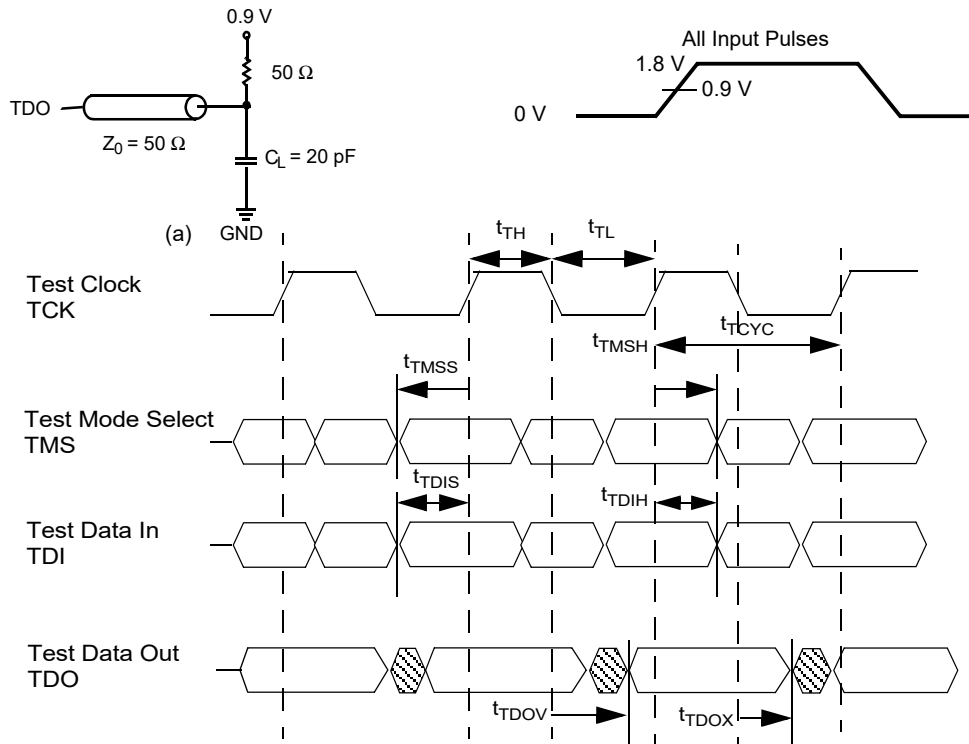 0.9 V
All Input Pulses
50 Ω
1.8 V
0.9 V
TDO
0 V
Z0 = 50 Ω
CL = 20 pF
(a)
GND
tTH
tTL
Test Clock
TCK
tTCYC
tTMSH
tTMSS
Test Mode Select
TMS
tTDIS
tTDIH
Test Data In
TDI
Test Data Out
TDO
tTDOV
tTDOX